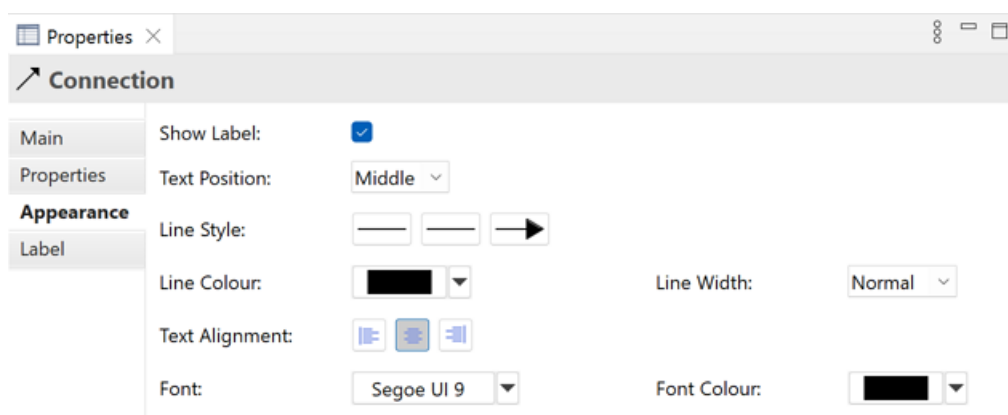 Properties
Connection
Main
Properties
Appearance
Label
Show Label:
Text Position: Middle
Line Style:
Line Colour: Line Width: Normal
Text Alignment:
Font: Segoe UI 9 Font Colour: